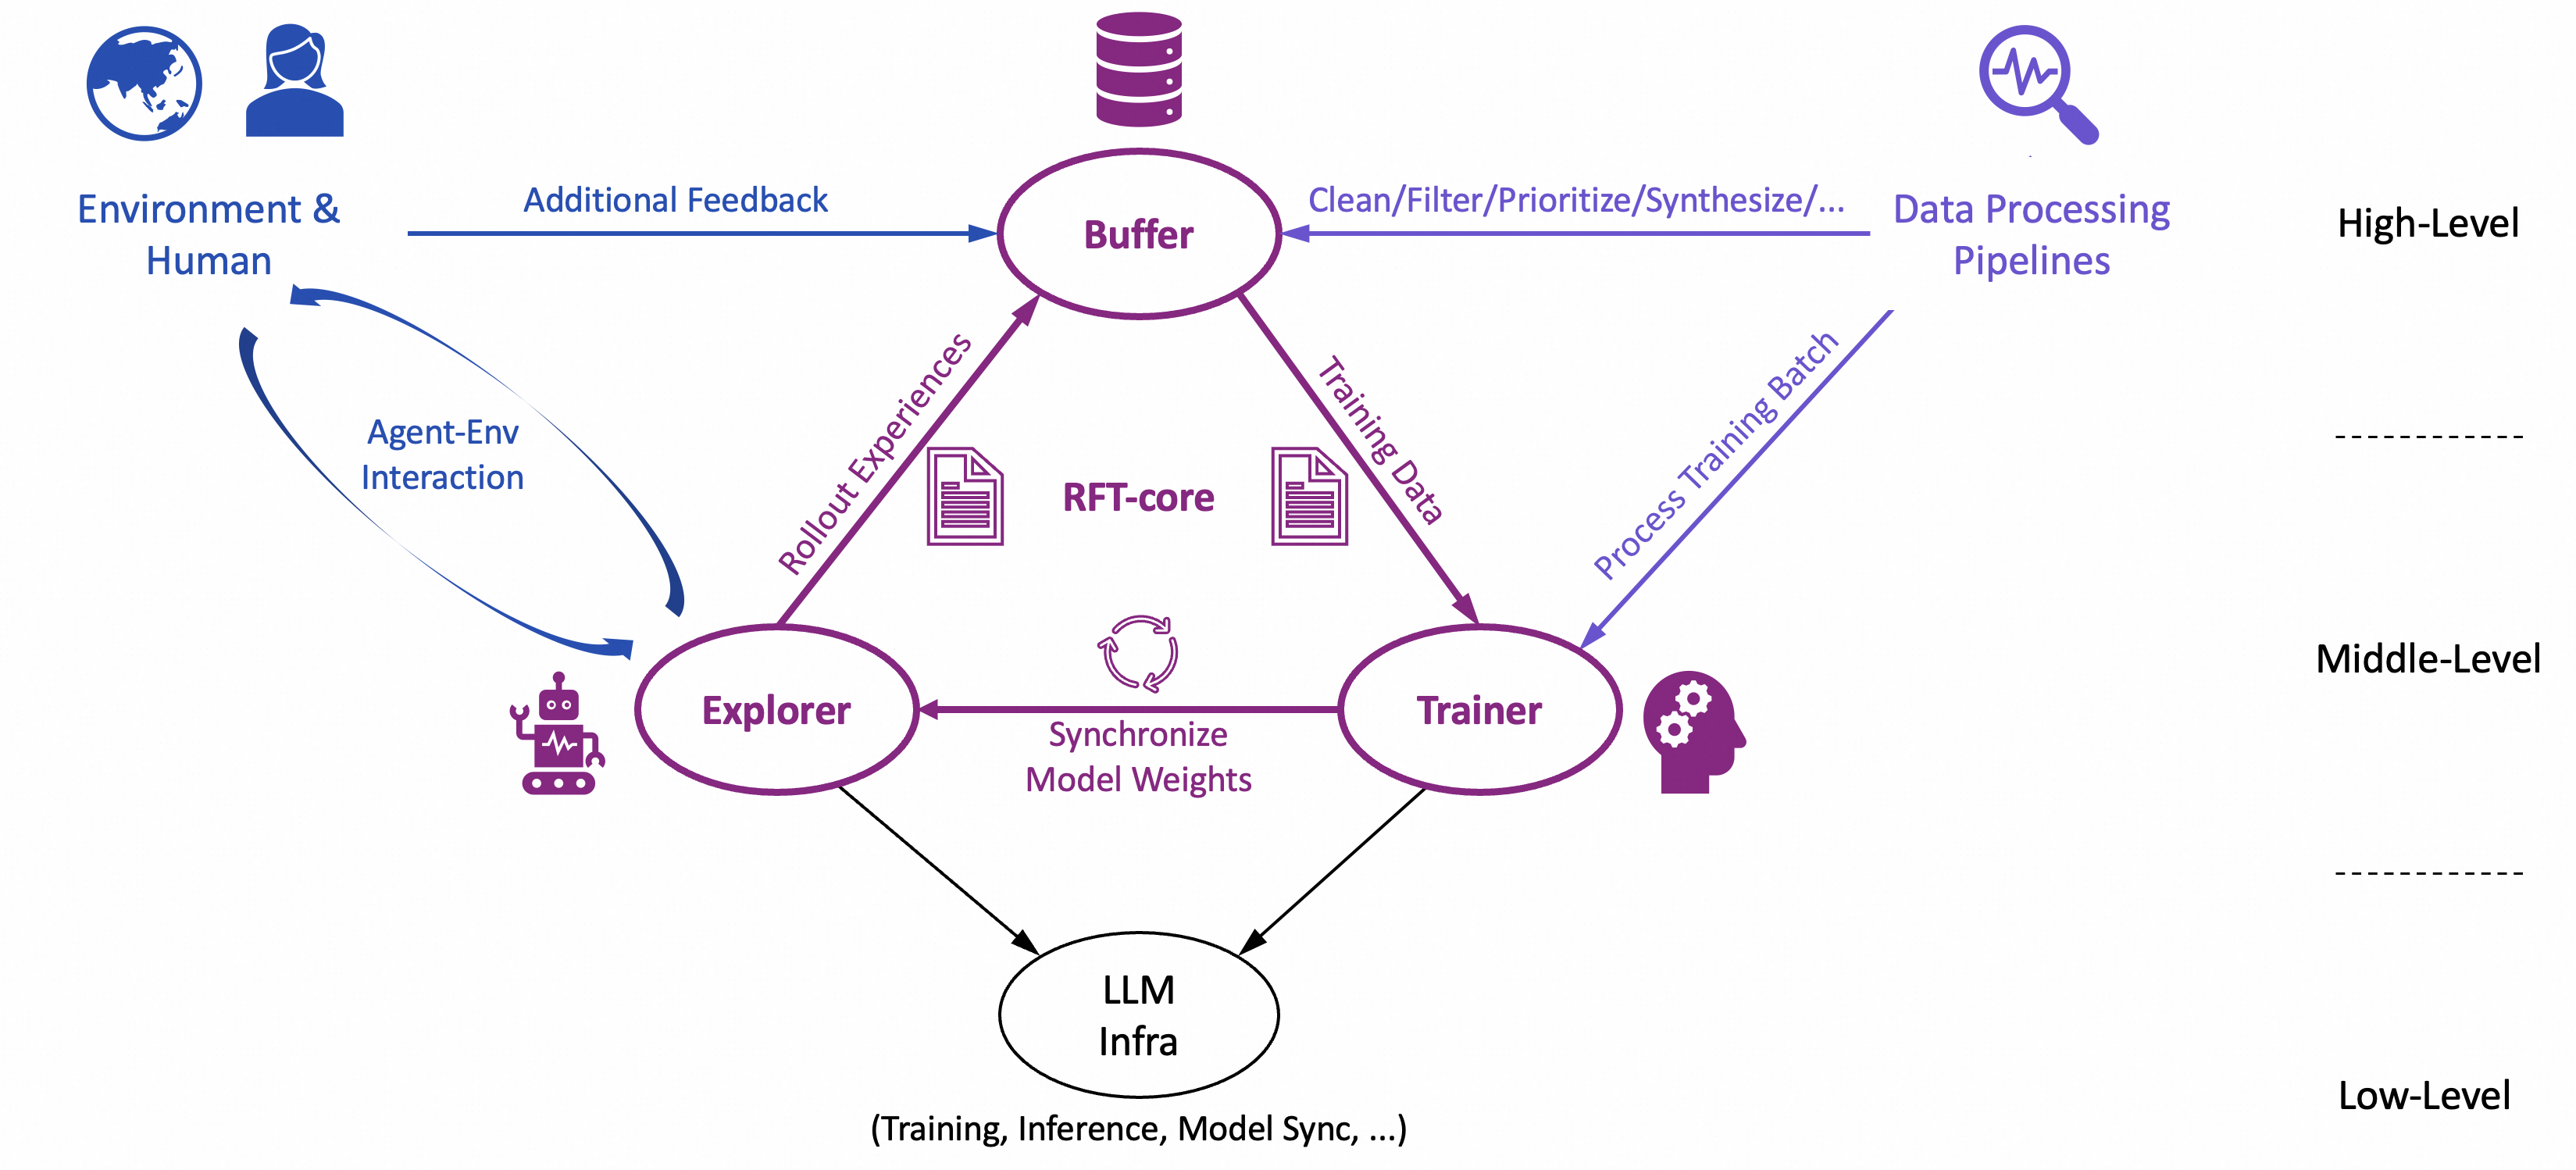 Environment &
Human
Additional Feedback
Buffer
Clean/Filter/Prioritize/Synthesize/...
Data Processing
Pipelines
High-Level
Agent-Env
Interaction
Rollout Experiences
RFT-core
Training Data
Process Training Batch
Middle-Level
Explorer
Synchronize
Model Weights
Trainer
LLM
Infra
(Training, Inference, Model Sync, ...)
Low-Level